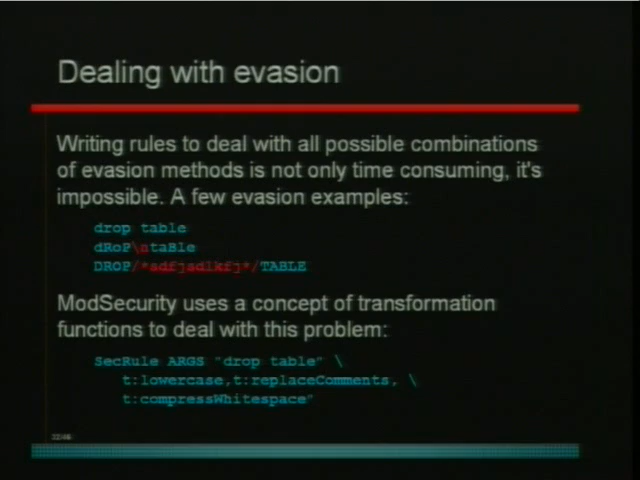 Dealing with evasion
Writing rules to deal with all possible combinations
of evasion methods is not only time consuming, it's
impossible. A few evasion examples:
drop table
dRoP\ntaBle
DROP/*adfjsdlkfj*/TABLE
ModSecurity uses a concept of transformation
functions to deal with this problem:
SecRule ARGS "drop table" \
t:lowercase,t:replaceComments, \
t:compressWhitespace"